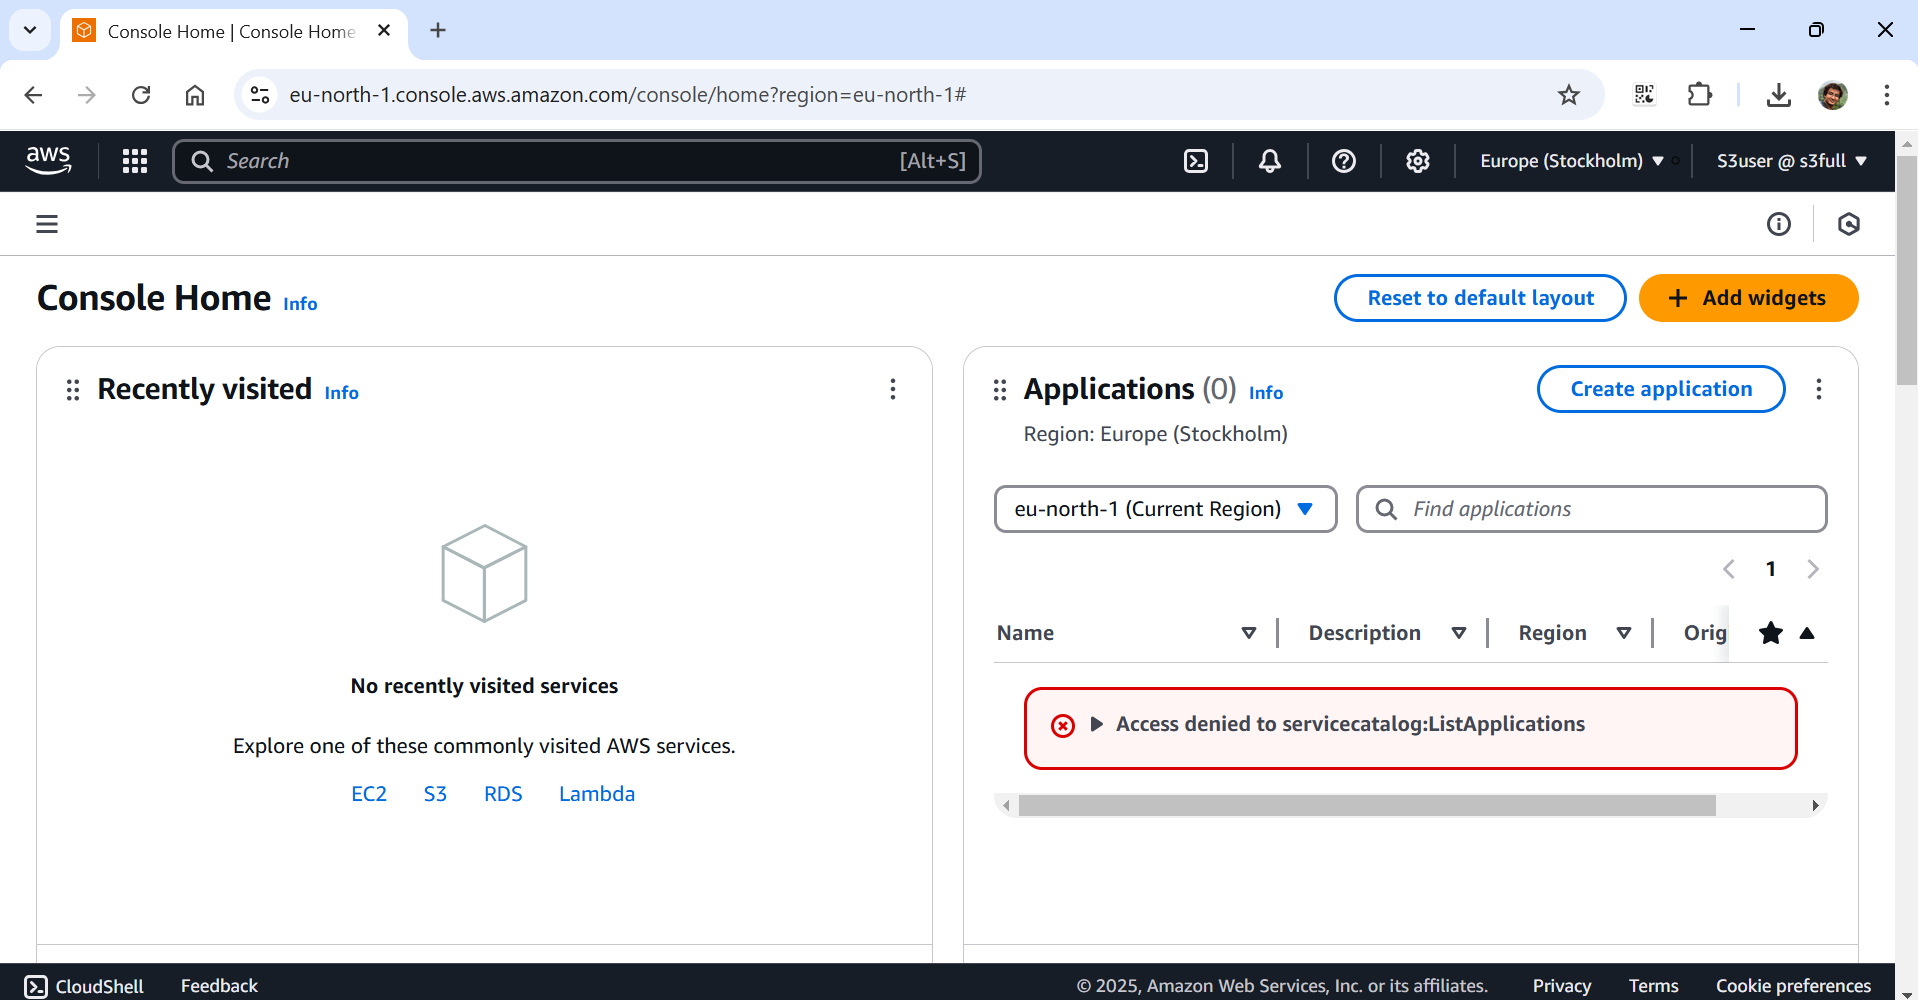 Console Home | Console Home
eu-north-1.console.aws.amazon.com/console/home?region=eu-north-1#
aws
Search
[Alt+S]
Europe (Stockholm)
S3user @ s3full
Console Home Info
Reset to default layout
+ Add widgets
Recently visited Info
No recently visited services
Explore one of these commonly visited AWS services.
EC2 S3 RDS Lambda
Applications (0) Info
Create application
Region: Europe (Stockholm)
eu-north-1 (Current Region)
Find applications
1
Name Description Region Orig
Access denied to servicecatalog:ListApplications
CloudShell Feedback © 2025, Amazon Web Services, Inc. or its affiliates. Privacy Terms Cookie preferences